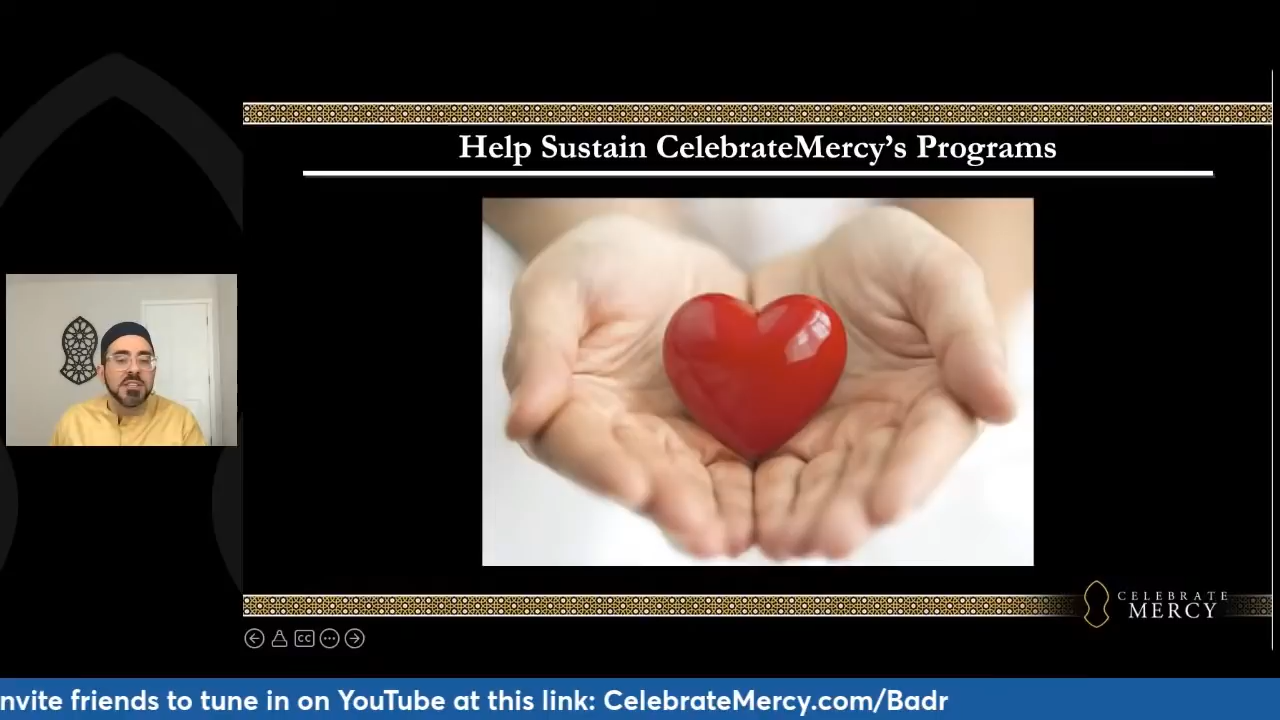 Help Sustain CelebrateMercy’s Programs
CELEBRATE
MERCY
CC
nvite friends to tune in on YouTube at this link: CelebrateMercy.com/Badr